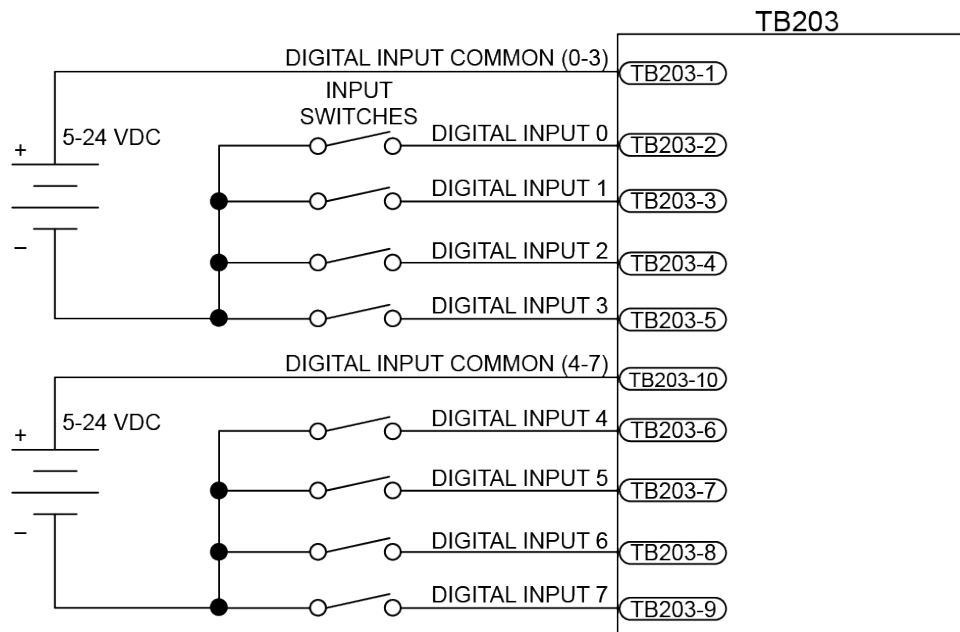 TB203
DIGITAL INPUT COMMON (0-3)
TB203-1
INPUT
SWITCHES
+
5-24 VDC
DIGITAL INPUT 0
TB203-2
DIGITAL INPUT 1
TB203-3
–
DIGITAL INPUT 2
TB203-4
DIGITAL INPUT 3
TB203-5
DIGITAL INPUT COMMON (4-7)
TB203-10
+
5-24 VDC
DIGITAL INPUT 4
TB203-6
DIGITAL INPUT 5
TB203-7
–
DIGITAL INPUT 6
TB203-8
DIGITAL INPUT 7
TB203-9